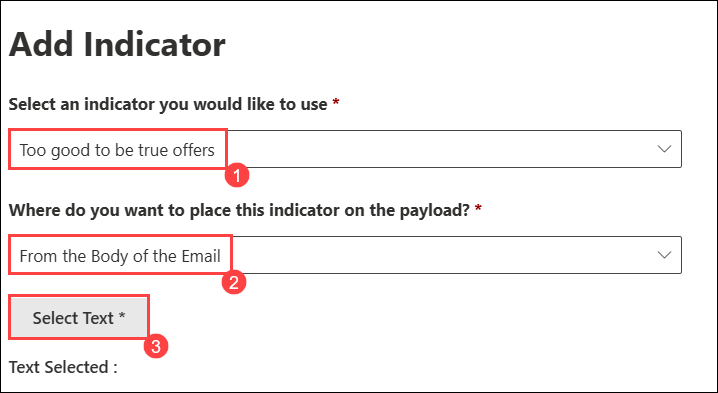 Add Indicator
Select an indicator you would like to use *
Too good to be true offers
1
Where do you want to place this indicator on the payload? *
From the Body of the Email
2
Select Text *
3
Text Selected :